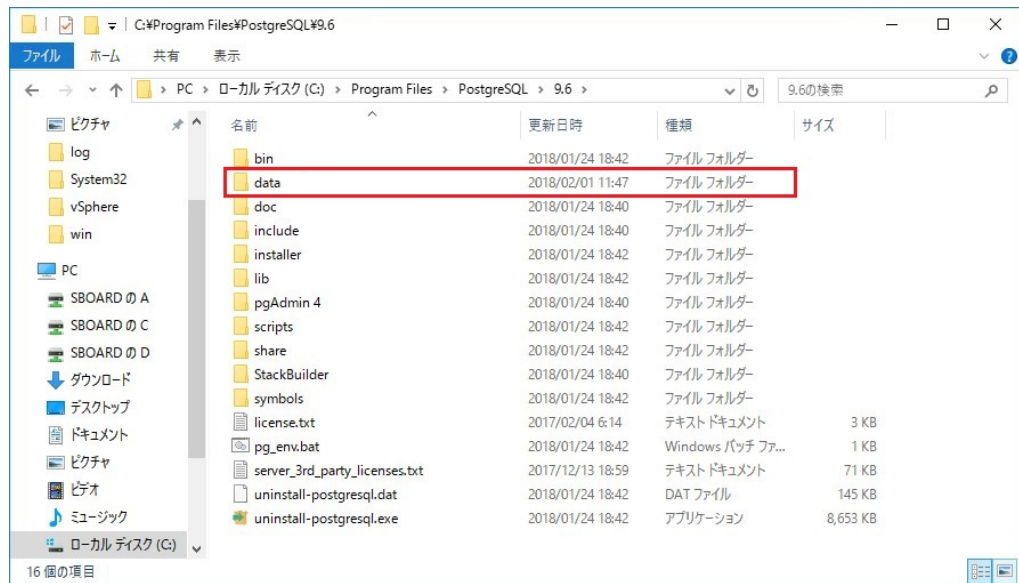 C:¥Program Files¥PostgreSQL¥9.6
ファイル ホーム 共有 表示
PC › ローカル ディスク (C:) › Program Files › PostgreSQL › 9.6 ›
9.6の検索
ピクチャ
log
System32
vSphere
win
PC
SBOARD の A
SBOARD の C
SBOARD の D
ダウンロード
デスクトップ
ドキュメント
ピクチャ
ビデオ
ミュージック
ローカル ディスク (C:)
名前 更新日時 種類 サイズ
bin 2018/01/24 18:42 ファイル フォルダー
data 2018/02/01 11:47 ファイル フォルダー
doc 2018/01/24 18:40 ファイル フォルダー
include 2018/01/24 18:40 ファイル フォルダー
installer 2018/01/24 18:42 ファイル フォルダー
lib 2018/01/24 18:42 ファイル フォルダー
pgAdmin 4 2018/01/24 18:40 ファイル フォルダー
scripts 2018/01/24 18:42 ファイル フォルダー
share 2018/01/24 18:42 ファイル フォルダー
StackBuilder 2018/01/24 18:40 ファイル フォルダー
symbols 2018/01/24 18:42 ファイル フォルダー
license.txt 2017/02/04 6:14 テキスト ドキュメント 3 KB
pg_env.bat 2018/01/24 18:42 Windows バッチ ファ... 1 KB
server_3rd_party_licenses.txt 2017/12/13 18:59 テキスト ドキュメント 71 KB
uninstall-postgresql.dat 2018/01/24 18:42 DAT ファイル 145 KB
uninstall-postgresql.exe 2018/01/24 18:42 アプリケーション 8,653 KB
16 個の項目